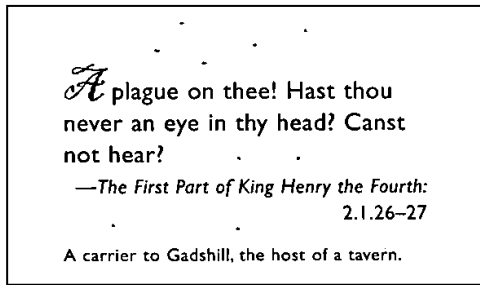 A plague on thee! Hast thou
never an eye in thy head? Canst
not hear?
—The First Part of King Henry the Fourth:
2.1.26–27
A carrier to Gadshill, the host of a tavern.